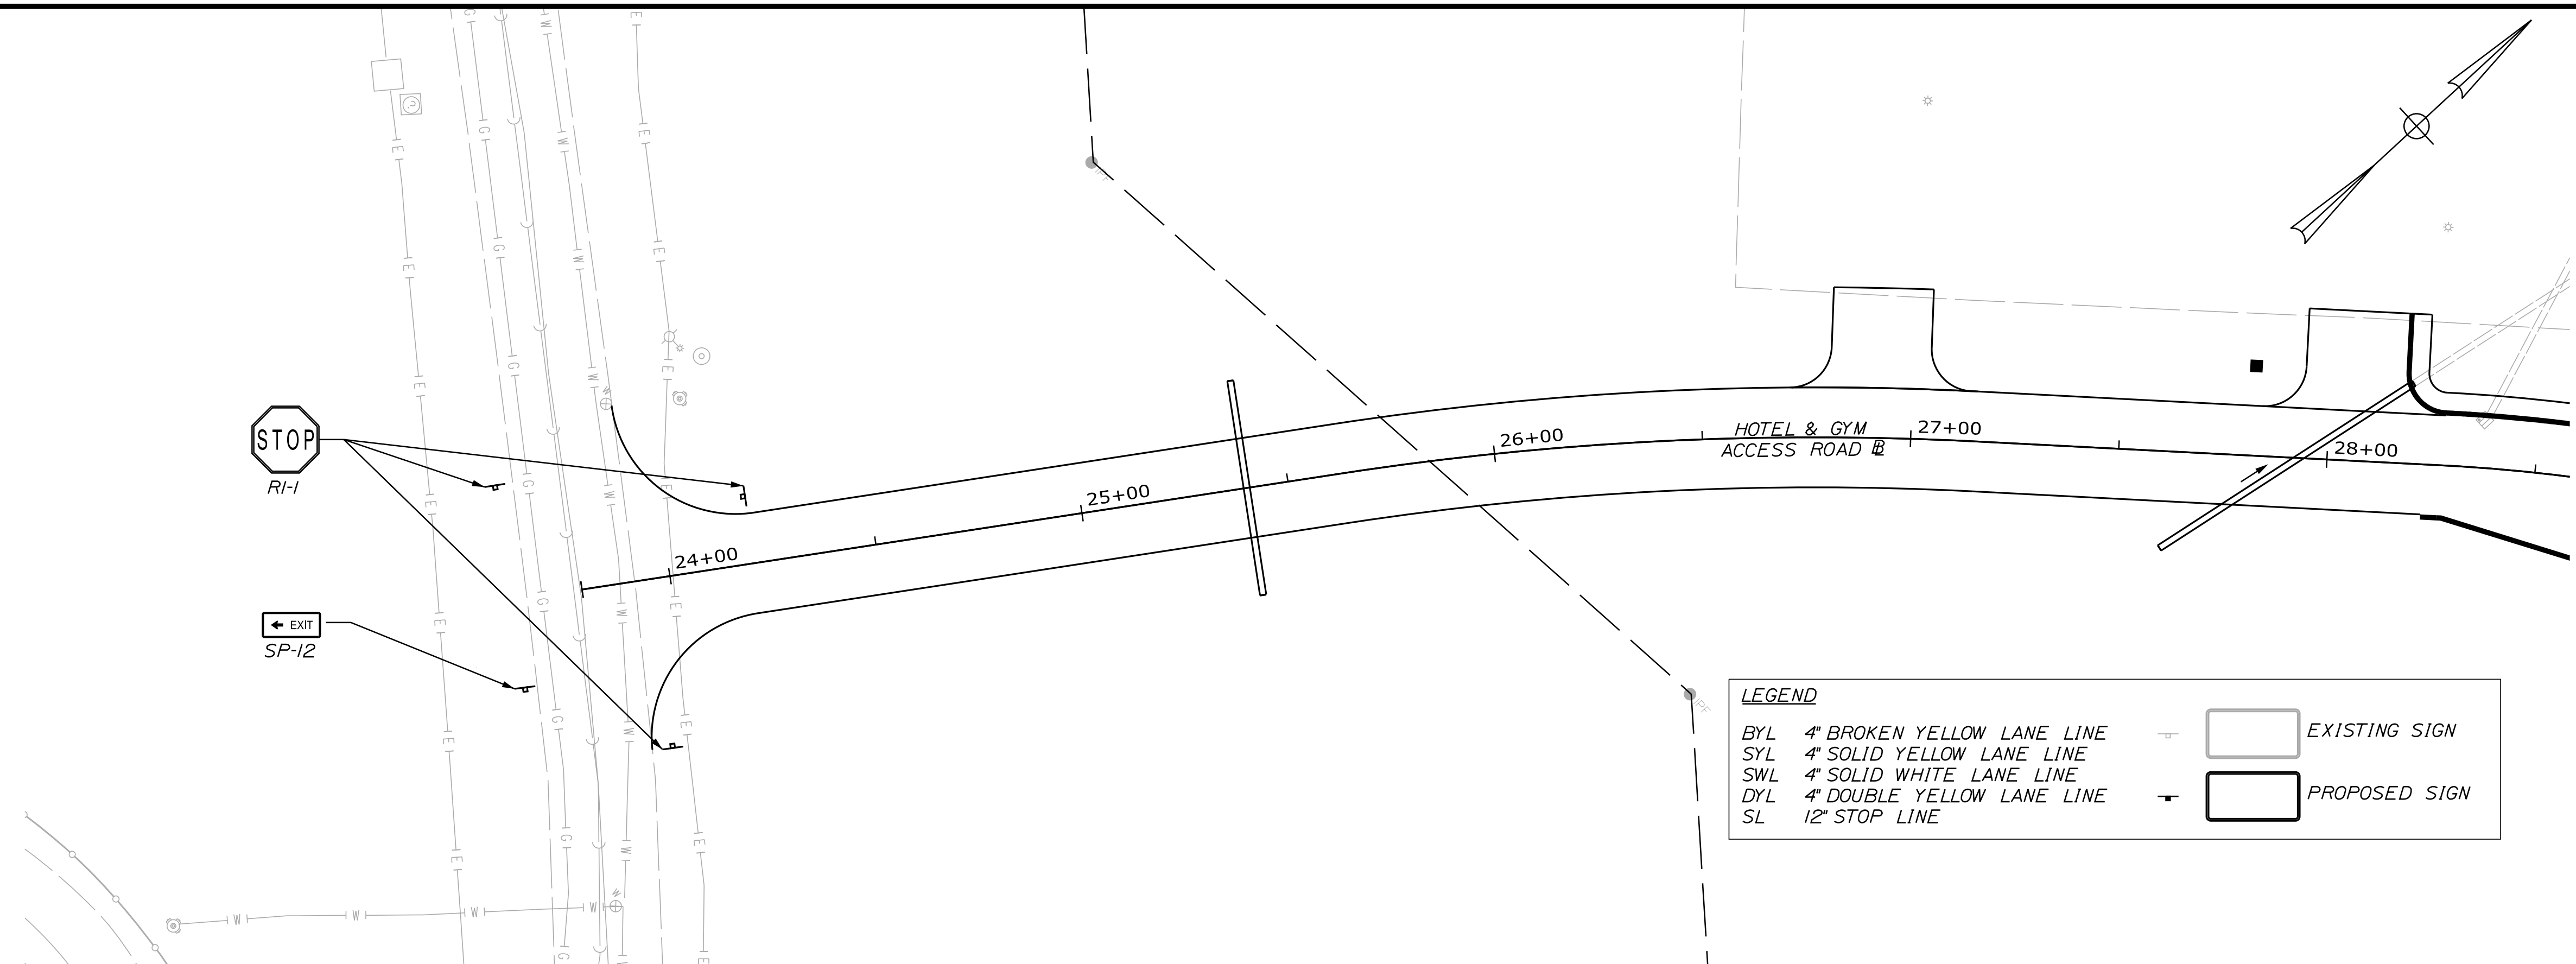 STOP
R1-1
← EXIT
SP-12
24+00
25+00
26+00
HOTEL & GYM
ACCESS ROAD B
27+00
28+00
IPF
IPF
LEGEND
BYL 4" BROKEN YELLOW LANE LINE
SYL 4" SOLID YELLOW LANE LINE
SWL 4" SOLID WHITE LANE LINE
DYL 4" DOUBLE YELLOW LANE LINE
SL 12" STOP LINE
EXISTING SIGN
PROPOSED SIGN
E E E E E E E E
G G G G G G G G G
W W W W W W W W W
E E E E E E E E E
W W W W